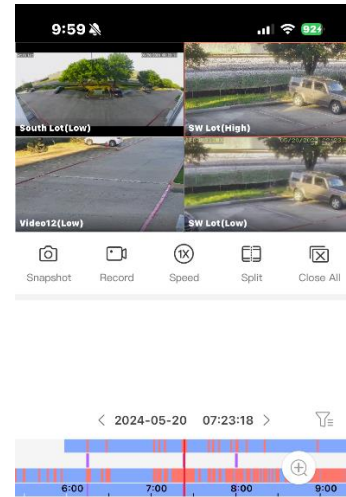 9:59 92
South Lot(Low) SW Lot(High)
Video12(Low) SW Lot(Low)
1X
Snapshot Record Speed Split Close All
2024-05-20 07:23:18
6:00 7:00 8:00 9:00